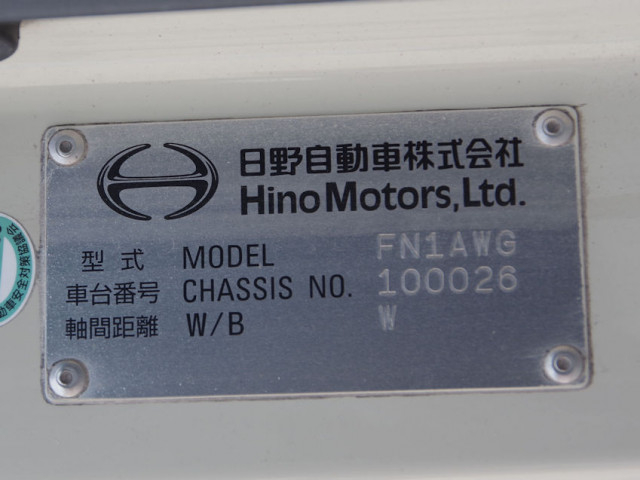 日野自動車株式会社
Hino Motors, Ltd.
型式 MODEL FN1AWG
車台番号 CHASSIS NO. 100026
軸間距離 W/B W